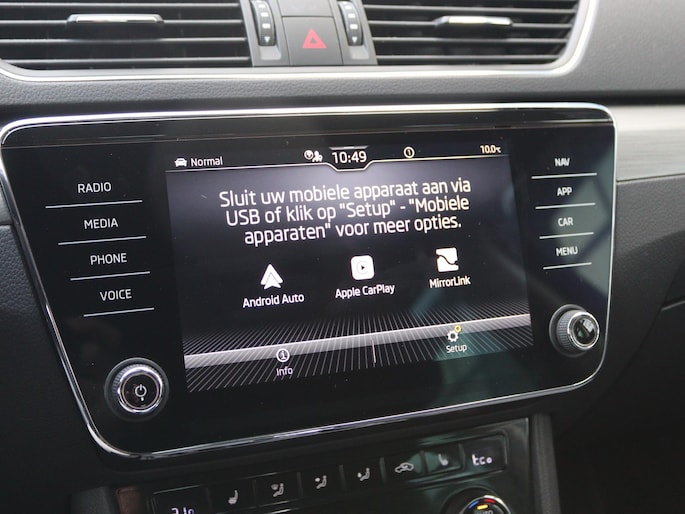 Normal 10:49 10.0°C
RADIO
MEDIA
PHONE
VOICE
Sluit uw mobiele apparaat aan via
USB of klik op "Setup" - "Mobiele
apparaten" voor meer opties.
Android Auto Apple CarPlay MirrorLink
Info Setup
NAV
APP
CAR
MENU